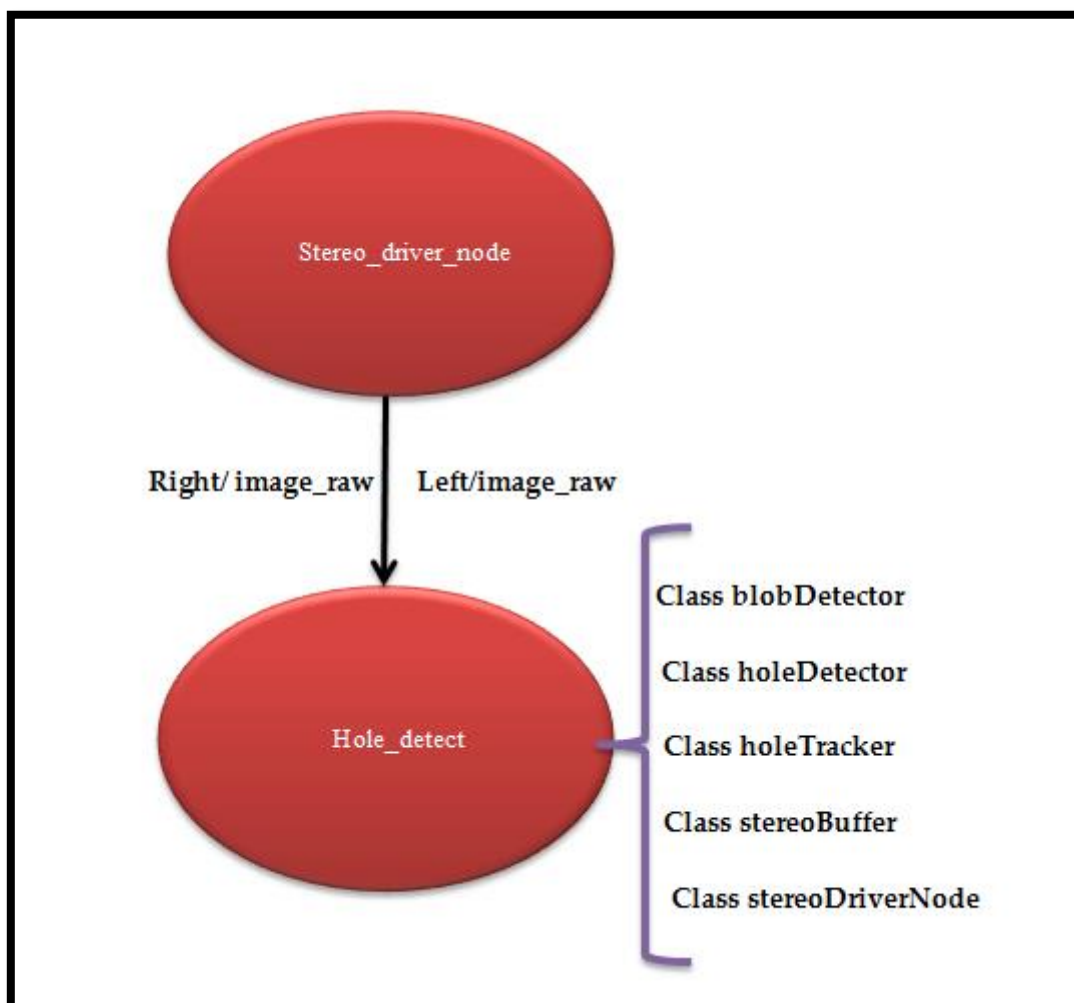 Stereo_driver_node
Right/ image_raw
Left/image_raw
Hole_detect
Class blobDetector
Class holeDetector
Class holeTracker
Class stereoBuffer
Class stereoDriverNode